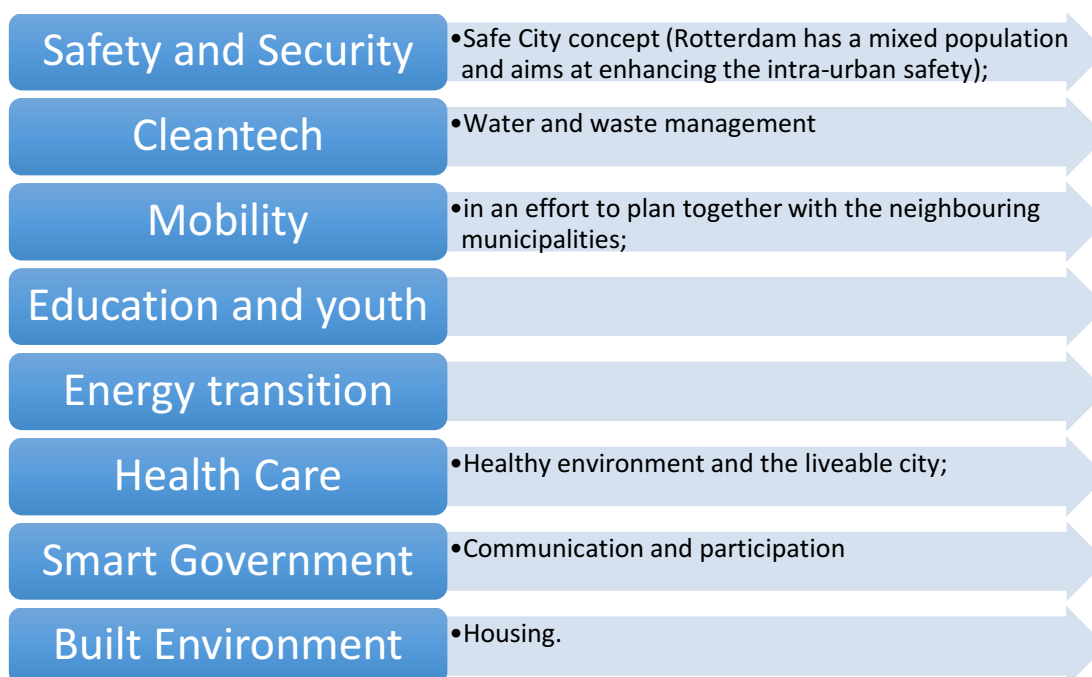 Safety and Security
•Safe City concept (Rotterdam has a mixed population
and aims at enhancing the intra-urban safety);
Cleantech
•Water and waste management
Mobility
•in an effort to plan together with the neighbouring
municipalities;
Education and youth
Energy transition
Health Care
•Healthy environment and the liveable city;
Smart Government
•Communication and participation
Built Environment
•Housing.